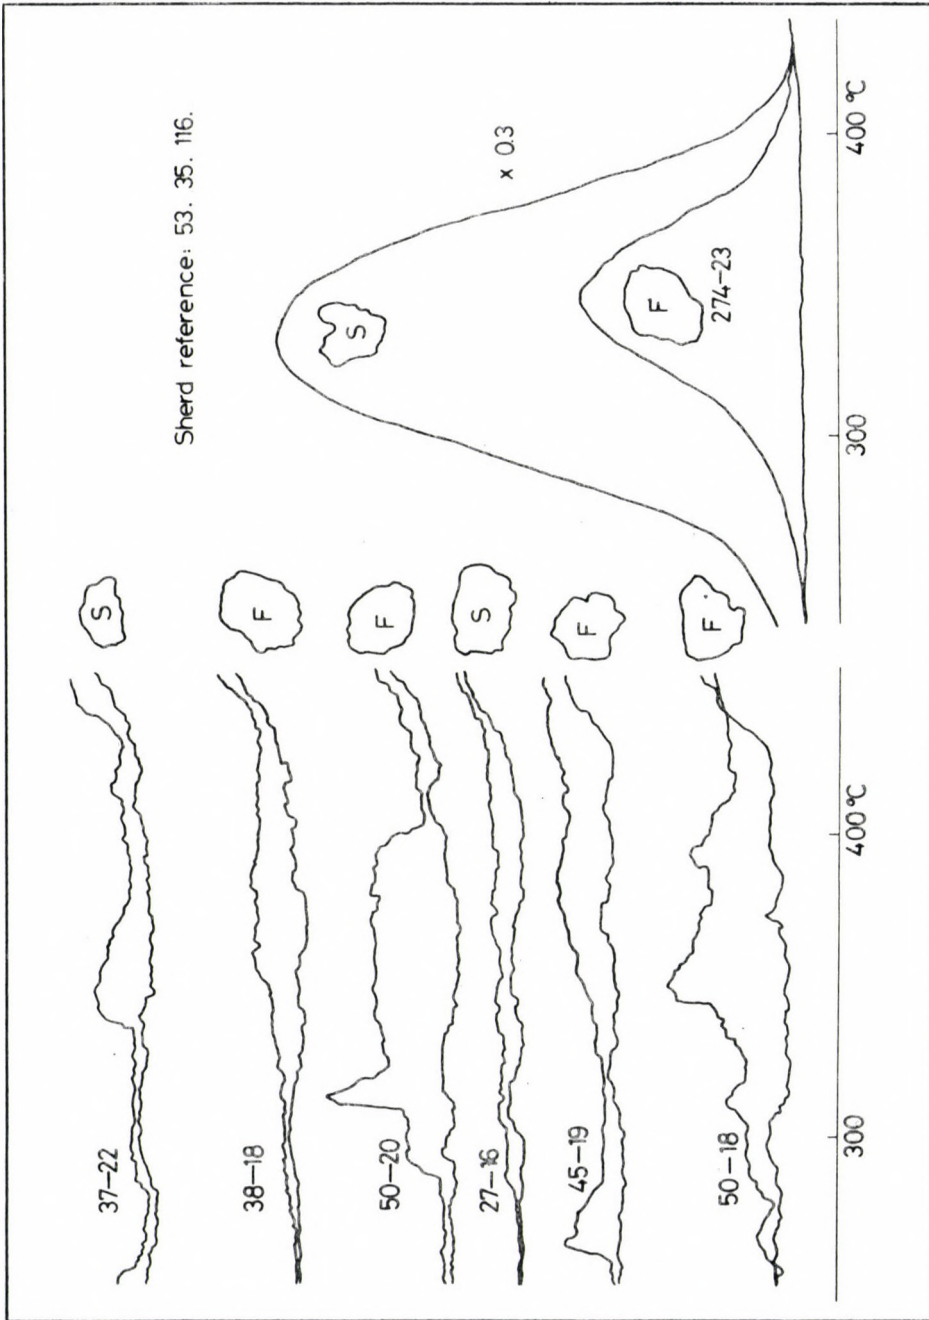 37-22 S
38-18 F
50-20 F
27-16 S
45-19 F
50-18 F
300 400 °C
Sherd reference: 53. 35. 116.
S
x 0.3
F
274-23
300 400 °C